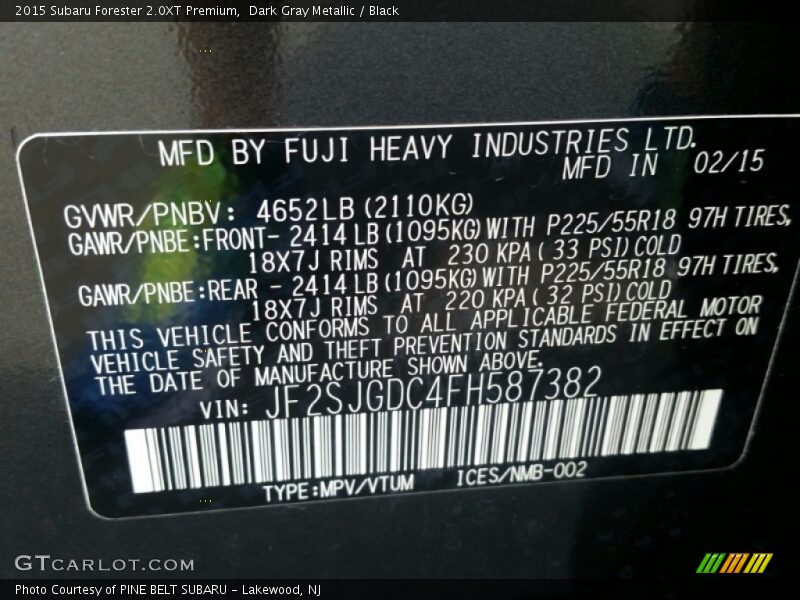 2015 Subaru Forester 2.0XT Premium, Dark Gray Metallic / Black
MFD BY FUJI HEAVY INDUSTRIES LTD.
MFD IN 02/15
GVWR/PNBV: 4652LB (2110KG)
GAWR/PNBE:FRONT- 2414 LB (1095KG) WITH P225/55R18 97H TIRES,
18X7J RIMS AT 230 KPA ( 33 PSI) COLD
GAWR/PNBE:REAR - 2414 LB (1095KG) WITH P225/55R18 97H TIRES,
18X7J RIMS AT 220 KPA ( 32 PSI) COLD
THIS VEHICLE CONFORMS TO ALL APPLICABLE FEDERAL MOTOR
VEHICLE SAFETY AND THEFT PREVENTION STANDARDS IN EFFECT ON
THE DATE OF MANUFACTURE SHOWN ABOVE.
VIN: JF2SJGDC4FH587382
TYPE:MPV/VTUM ICES/NMB-002
GTCARLOT.COM
Photo Courtesy of PINE BELT SUBARU - Lakewood, NJ